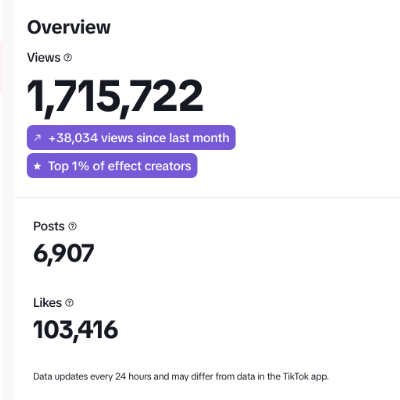 Overview
Views
1,715,722
+38,034 views since last month
Top 1% of effect creators
Posts
6,907
Likes
103,416
Data updates every 24 hours and may differ from data in the TikTok app.